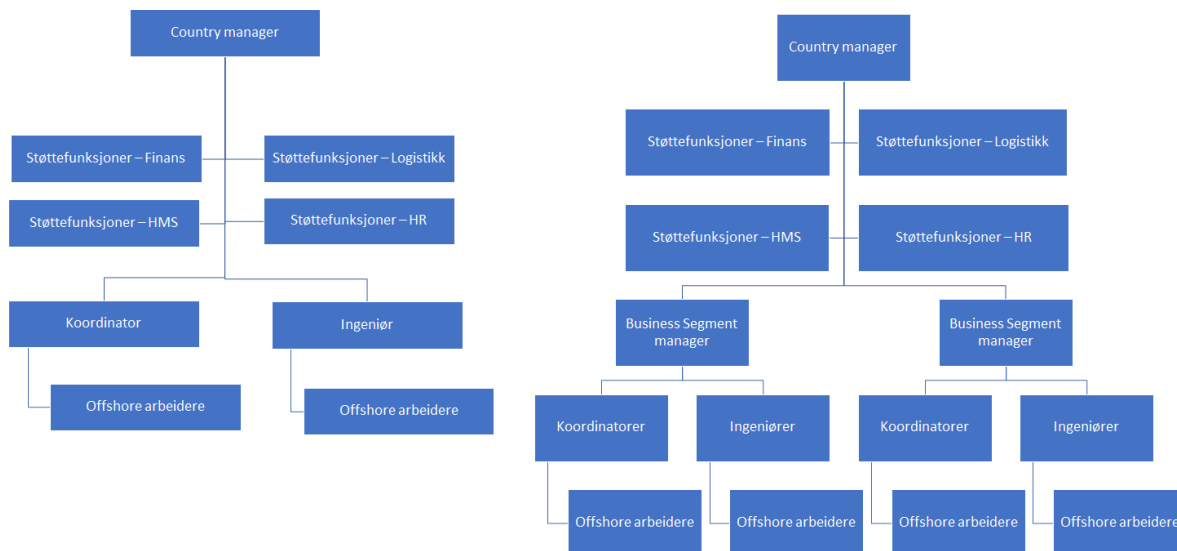 Country manager
Støttefunksjoner – Finans
Støttefunksjoner – Logistikk
Støttefunksjoner – HMS
Støttefunksjoner – HR
Koordinator
Ingeniør
Offshore arbeidere
Offshore arbeidere
Country manager
Støttefunksjoner – Finans
Støttefunksjoner – Logistikk
Støttefunksjoner – HMS
Støttefunksjoner – HR
Business Segment
manager
Business Segment
manager
Koordinatorer
Ingeniører
Koordinatorer
Ingeniører
Offshore arbeidere
Offshore arbeidere
Offshore arbeidere
Offshore arbeidere